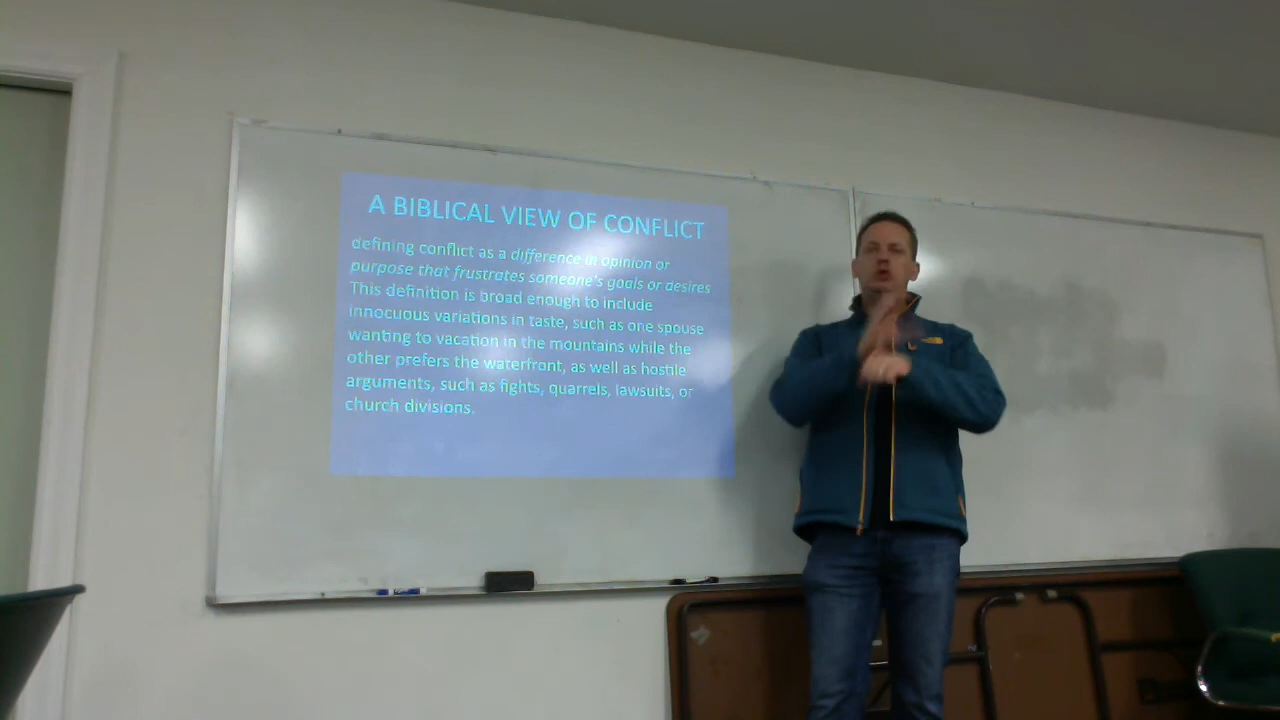 A BIBLICAL VIEW OF CONFLICT
defining conflict as a difference in opinion or
purpose that frustrates someone's goals or desires
This definition is broad enough to include
innocuous variations in taste, such as one spouse
wanting to vacation in the mountains while the
other prefers the waterfront, as well as hostile
arguments, such as fights, quarrels, lawsuits, or
church divisions.